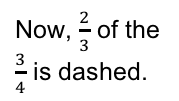 Now, 2/3 of the
3/4 is dashed.